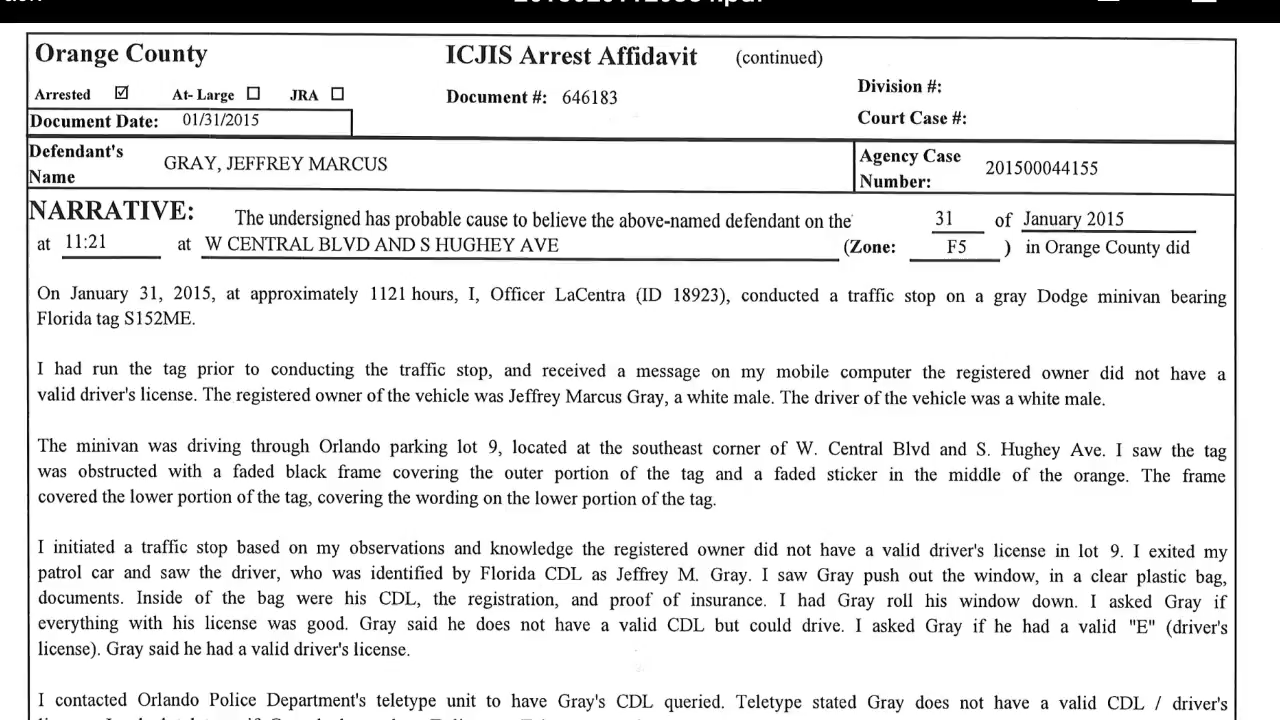 Orange County
ICJIS Arrest Affidavit (continued)
Arrested ☑ At- Large ☐ JRA ☐
Document #: 646183
Division #:
Document Date: 01/31/2015
Court Case #:
Defendant's Name GRAY, JEFFREY MARCUS
Agency Case Number: 201500044155
NARRATIVE: The undersigned has probable cause to believe the above-named defendant on the 31 of January 2015
at 11:21 at W CENTRAL BLVD AND S HUGHEY AVE (Zone: F5 ) in Orange County did
On January 31, 2015, at approximately 1121 hours, I, Officer LaCentra (ID 18923), conducted a traffic stop on a gray Dodge minivan bearing
Florida tag S152ME.
I had run the tag prior to conducting the traffic stop, and received a message on my mobile computer the registered owner did not have a
valid driver's license. The registered owner of the vehicle was Jeffrey Marcus Gray, a white male. The driver of the vehicle was a white male.
The minivan was driving through Orlando parking lot 9, located at the southeast corner of W. Central Blvd and S. Hughey Ave. I saw the tag
was obstructed with a faded black frame covering the outer portion of the tag and a faded sticker in the middle of the orange. The frame
covered the lower portion of the tag, covering the wording on the lower portion of the tag.
I initiated a traffic stop based on my observations and knowledge the registered owner did not have a valid driver's license in lot 9. I exited my
patrol car and saw the driver, who was identified by Florida CDL as Jeffrey M. Gray. I saw Gray push out the window, in a clear plastic bag,
documents. Inside of the bag were his CDL, the registration, and proof of insurance. I had Gray roll his window down. I asked Gray if
everything with his license was good. Gray said he does not have a valid CDL but could drive. I asked Gray if he had a valid "E" (driver's
license). Gray said he had a valid driver's license.
I contacted Orlando Police Department's teletype unit to have Gray's CDL queried. Teletype stated Gray does not have a valid CDL / driver's